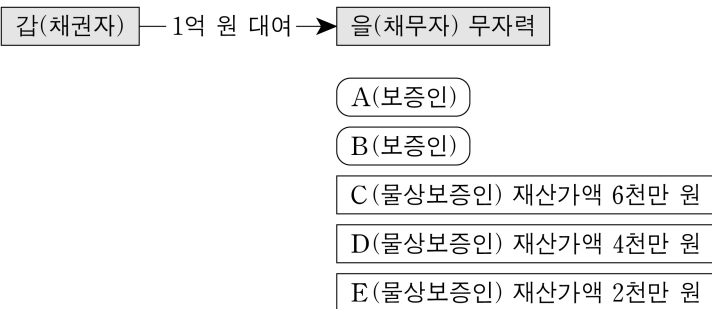 갑(채권자) 1억 원 대여 을(채무자) 무자력
A(보증인)
B(보증인)
C(물상보증인) 재산가액 6천만 원
D(물상보증인) 재산가액 4천만 원
E(물상보증인) 재산가액 2천만 원